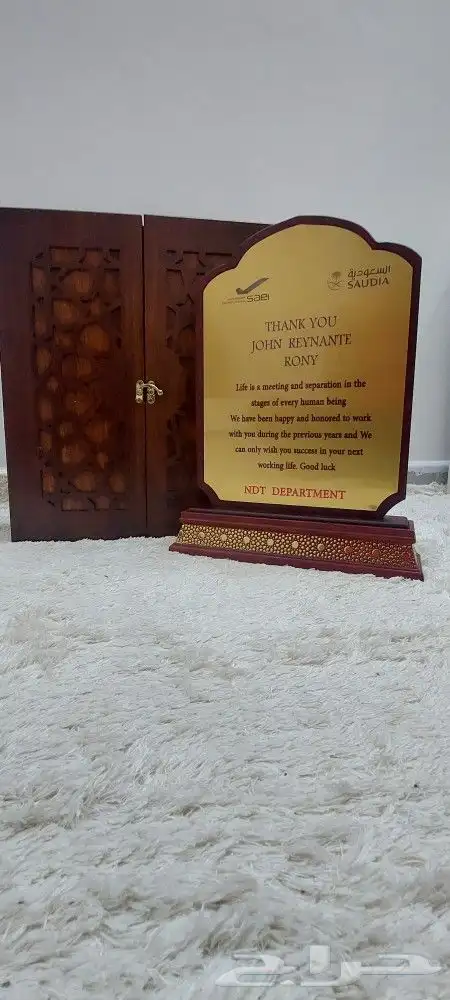 saei
السعودية
SAUDIA
THANK YOU
JOHN REYNANTE
RONY
Life is a meeting and separation in the
stages of every human being
We have been happy and honored to work
with you during the previous years and We
can only wish you success in your next
working life. Good luck
NDT DEPARTMENT
حراج